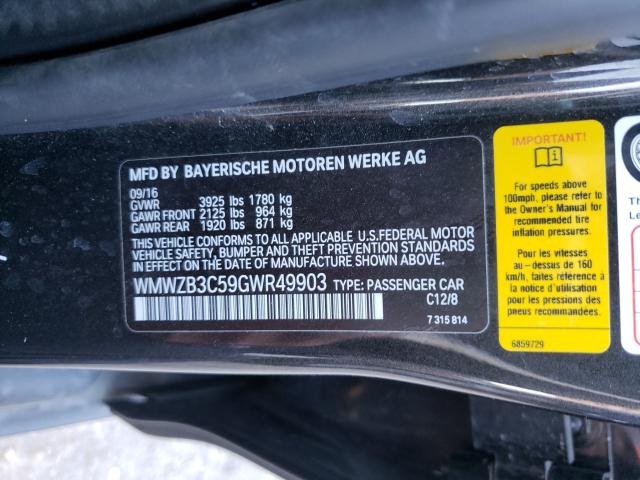 MFD BY BAYERISCHE MOTOREN WERKE AG
09/16
GVWR 3925 lbs 1780 kg
GAWR FRONT 2125 lbs 964 kg
GAWR REAR 1920 lbs 871 kg
THIS VEHICLE CONFORMS TO ALL APPLICABLE U.S.FEDERAL MOTOR
VEHICLE SAFETY, BUMPER AND THEFT PREVENTION STANDARDS
IN EFFECT ON THE DATE OF MANUFACTURE SHOWN ABOVE.
WMWZB3C59GWR49903 TYPE: PASSENGER CAR
C12/8
7 315 814
IMPORTANT!
For speeds above
100mph, please refer to
the Owner's Manual for
recommended tire
inflation pressures.
Pour les vitesses
au-dessus de 160
km/h, faites référence à
la notice d'utilisation
pour les pressions de
pneus recommandées.
6859729